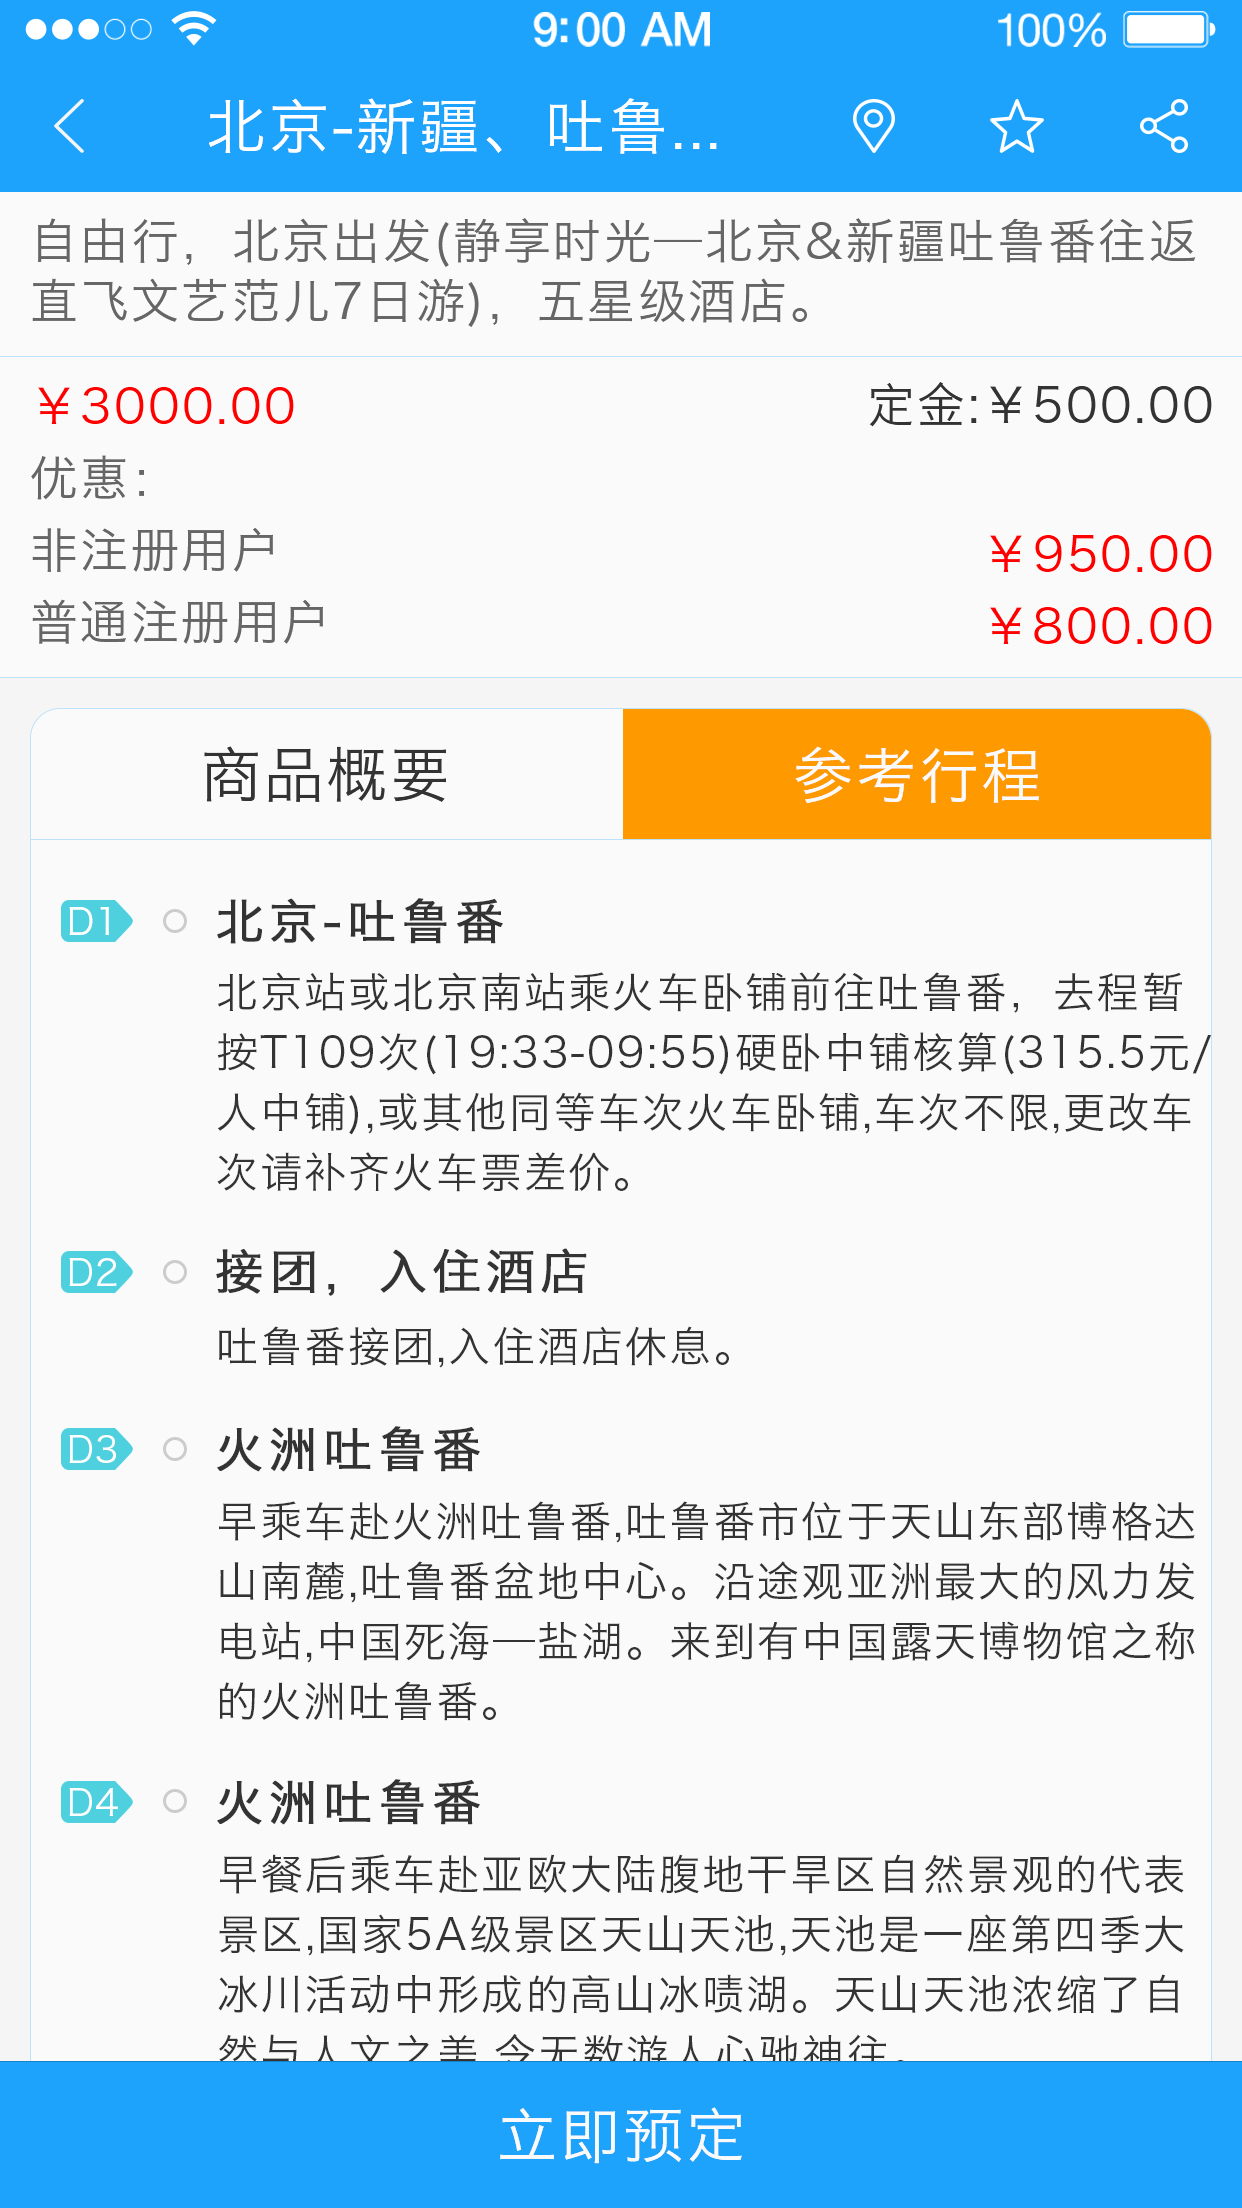 9:00 AM 100%
北京-新疆、吐鲁...
自由行，北京出发(静享时光—北京&新疆吐鲁番往返
直飞文艺范儿7日游)，五星级酒店。
￥3000.00 定金:￥500.00
优惠：
非注册用户 ￥950.00
普通注册用户 ￥800.00
商品概要 参考行程
D1 北京-吐鲁番
北京站或北京南站乘火车卧铺前往吐鲁番，去程暂
按T109次(19:33-09:55)硬卧中铺核算(315.5元/
人中铺),或其他同等车次火车卧铺,车次不限,更改车
次请补齐火车票差价。
D2 接团，入住酒店
吐鲁番接团,入住酒店休息。
D3 火洲吐鲁番
早乘车赴火洲吐鲁番,吐鲁番市位于天山东部博格达
山南麓,吐鲁番盆地中心。沿途观亚洲最大的风力发
电站,中国死海—盐湖。来到有中国露天博物馆之称
的火洲吐鲁番。
D4 火洲吐鲁番
早餐后乘车赴亚欧大陆腹地干旱区自然景观的代表
景区,国家5A级景区天山天池,天池是一座第四季大
冰川活动中形成的高山冰啧湖。天山天池浓缩了自
然与人文之美,令无数游人心驰神往。
立即预定